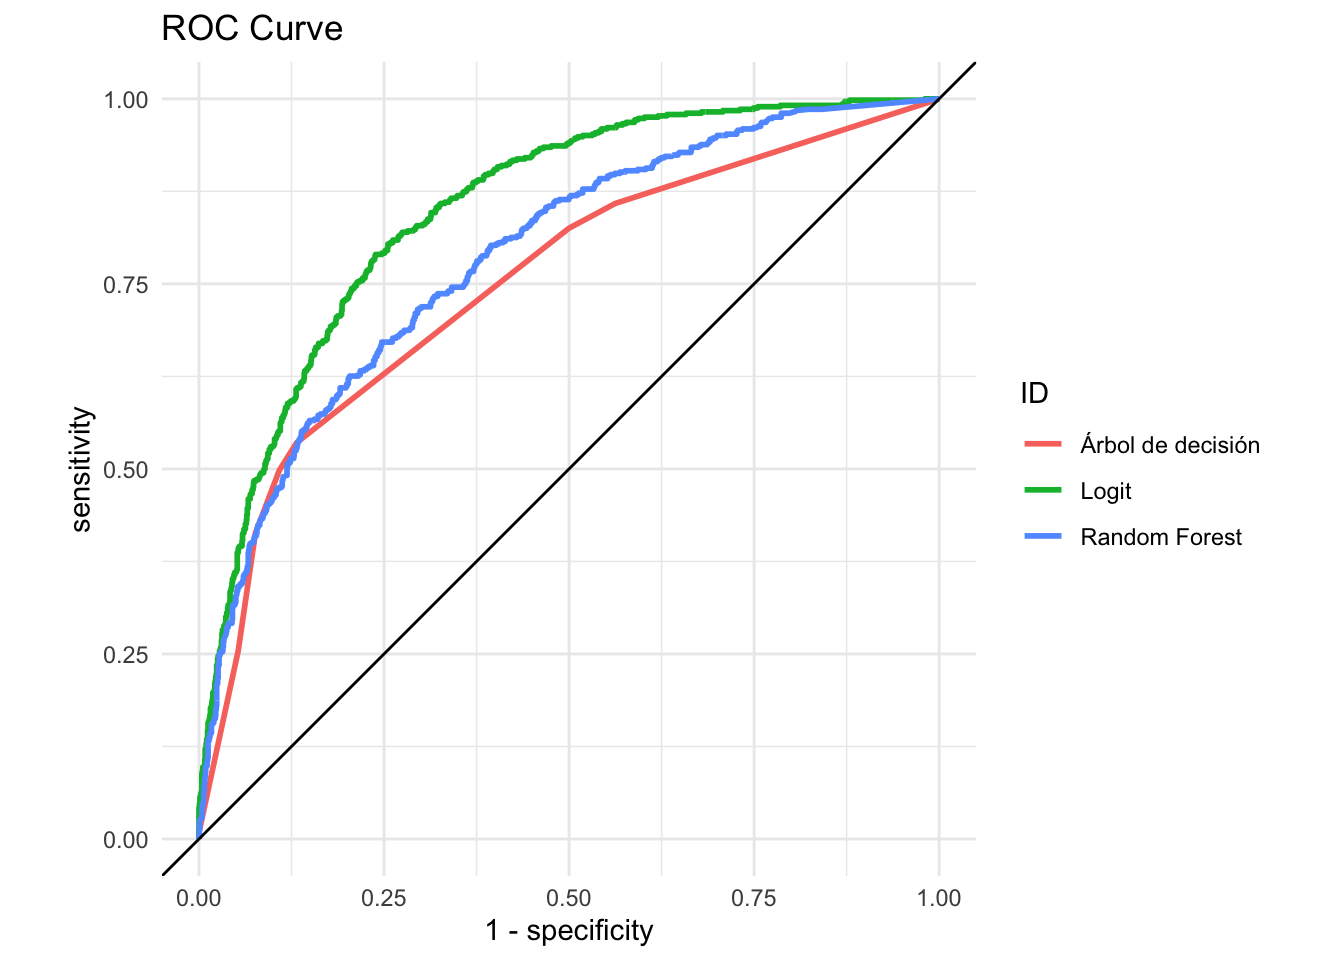 ROC Curve
1.00
0.75
0.50
0.25
0.00
sensitivity
0.00 0.25 0.50 0.75 1.00
1 - specificity
ID
Árbol de decisión
Logit
Random Forest